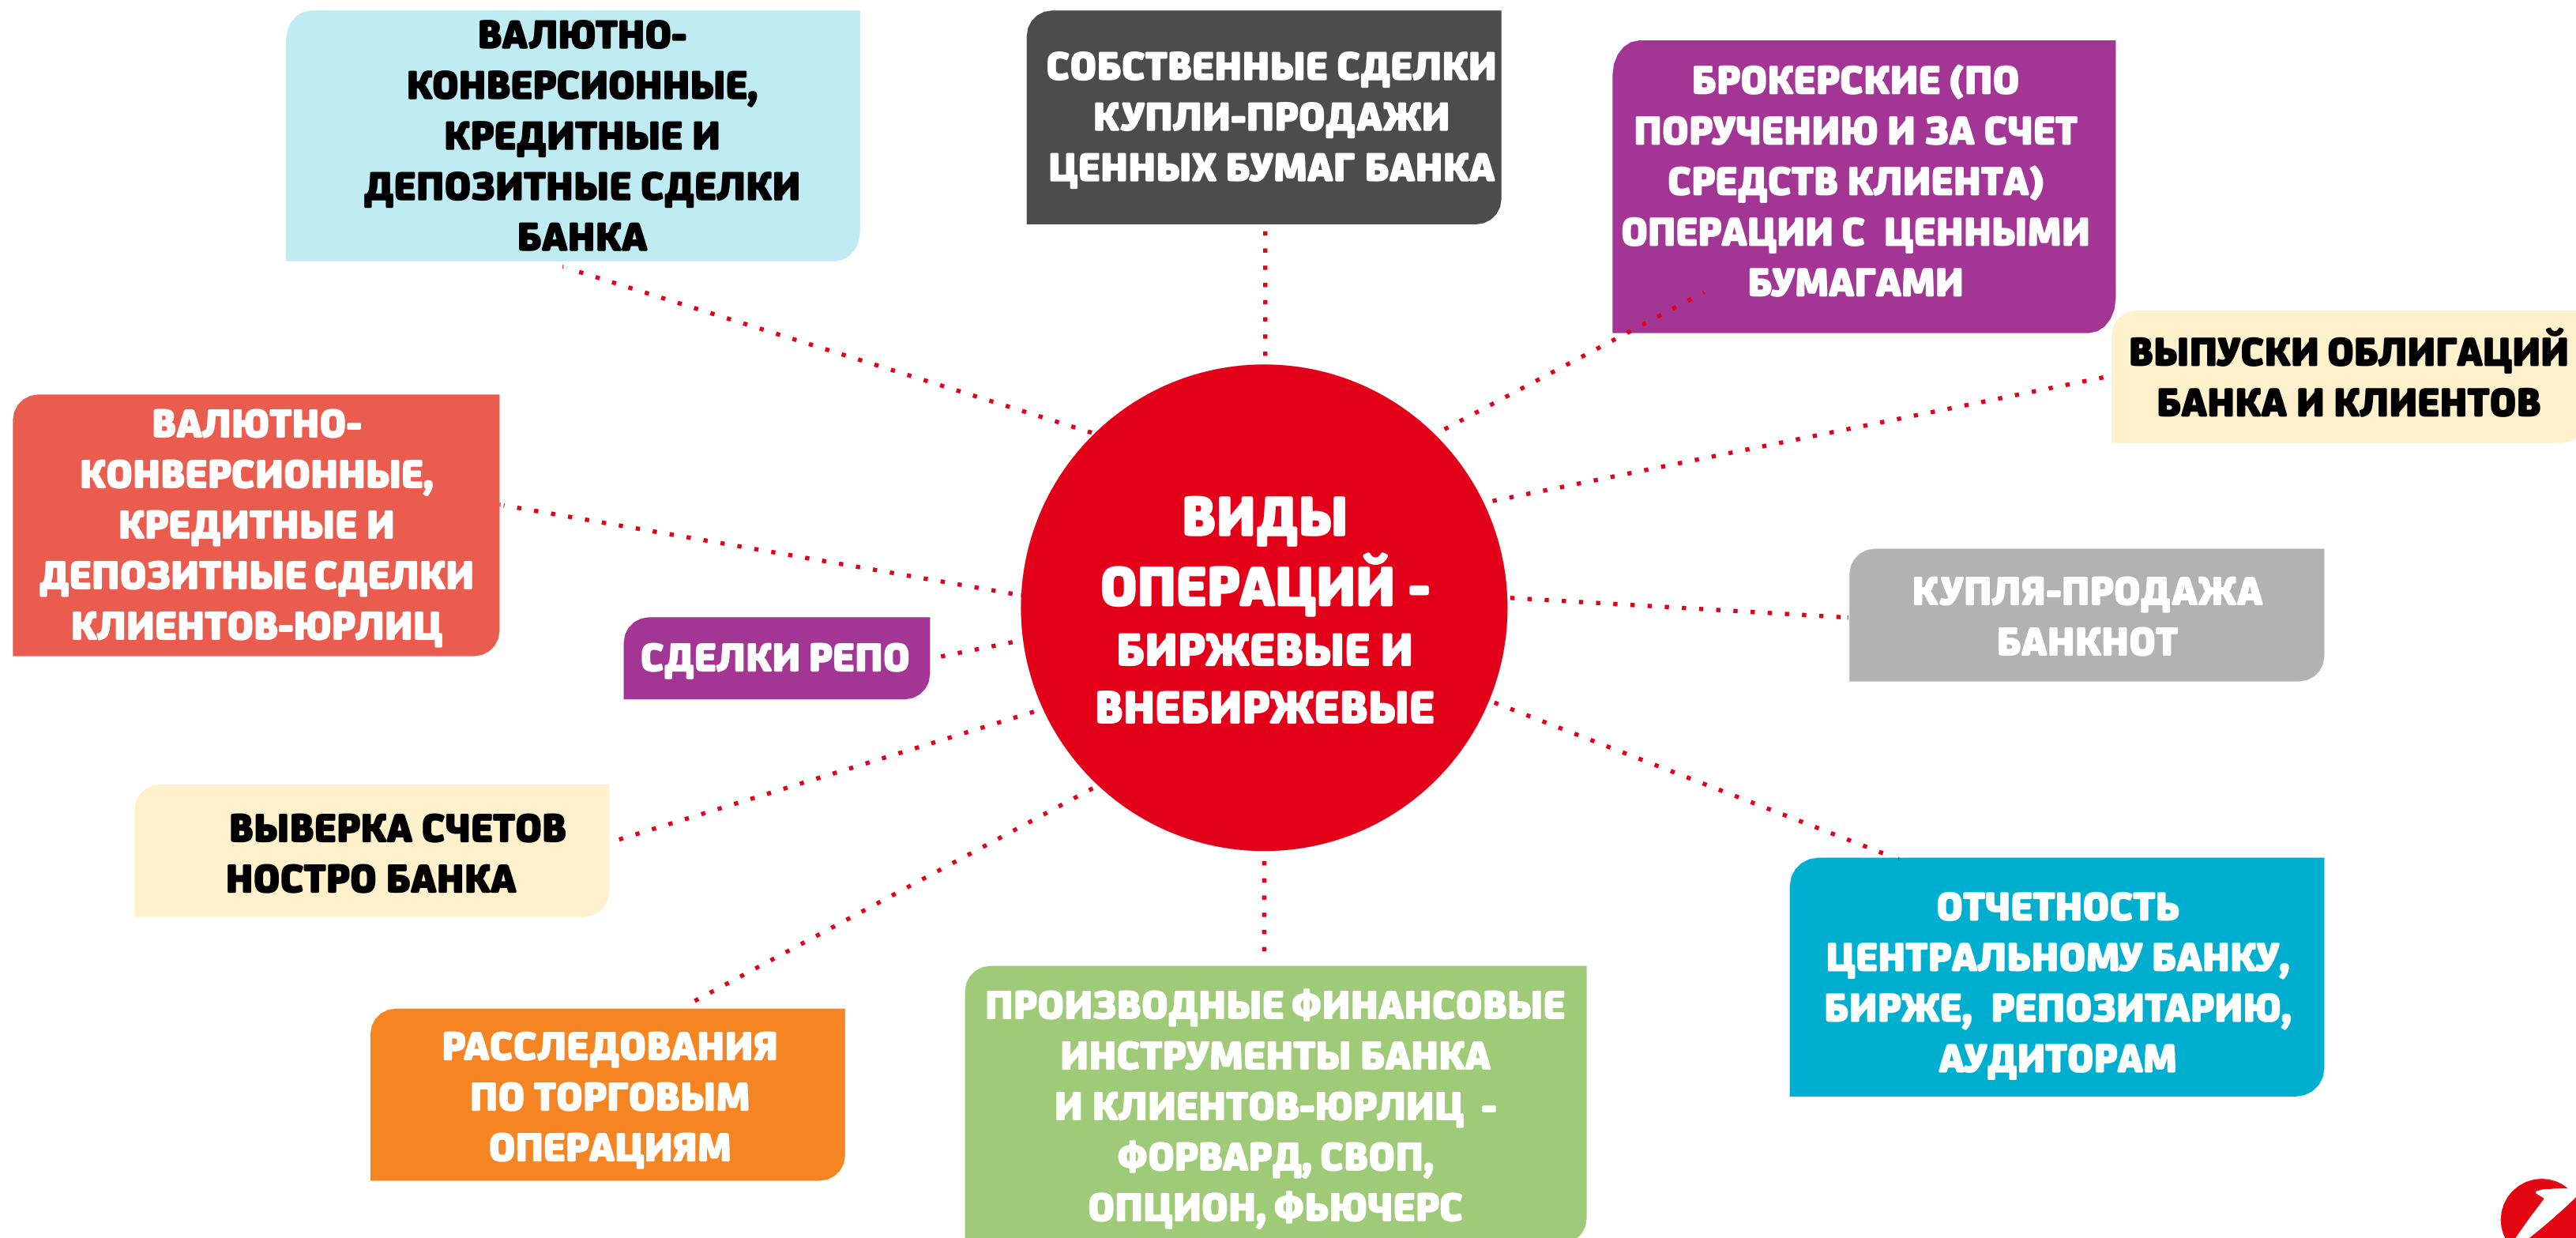 ВАЛЮТНО-
КОНВЕРСИОННЫЕ,
КРЕДИТНЫЕ И
ДЕПОЗИТНЫЕ СДЕЛКИ
БАНКА
СОБСТВЕННЫЕ СДЕЛКИ
КУПЛИ-ПРОДАЖИ
ЦЕННЫХ БУМАГ БАНКА
БРОКЕРСКИЕ (ПО
ПОРУЧЕНИЮ И ЗА СЧЕТ
СРЕДСТВ КЛИЕНТА)
ОПЕРАЦИИ С ЦЕННЫМИ
БУМАГАМИ
ВЫПУСКИ ОБЛИГАЦИЙ
БАНКА И КЛИЕНТОВ
ВАЛЮТНО-
КОНВЕРСИОННЫЕ,
КРЕДИТНЫЕ И
ДЕПОЗИТНЫЕ СДЕЛКИ
КЛИЕНТОВ-ЮРЛИЦ
ВИДЫ
ОПЕРАЦИЙ -
БИРЖЕВЫЕ И
ВНЕБИРЖЕВЫЕ
КУПЛЯ-ПРОДАЖА
БАНКНОТ
СДЕЛКИ РЕПО
ВЫВЕРКА СЧЕТОВ
НОСТРО БАНКА
ОТЧЕТНОСТЬ
ЦЕНТРАЛЬНОМУ БАНКУ,
БИРЖЕ, РЕПОЗИТАРИЮ,
АУДИТОРАМ
РАССЛЕДОВАНИЯ
ПО ТОРГОВЫМ
ОПЕРАЦИЯМ
ПРОИЗВОДНЫЕ ФИНАНСОВЫЕ
ИНСТРУМЕНТЫ БАНКА
И КЛИЕНТОВ-ЮРЛИЦ -
ФОРВАРД, СВОП,
ОПЦИОН, ФЬЮЧЕРС